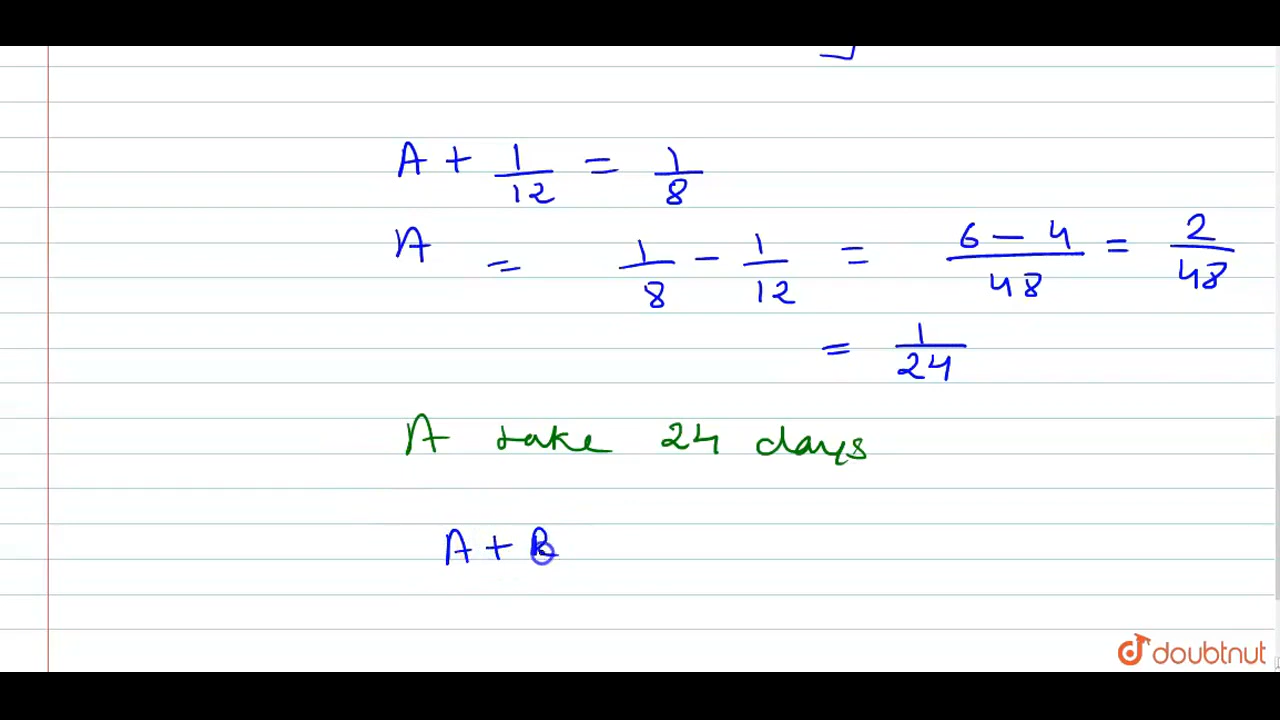 A + 1/12 = 1/8
A = 1/8 - 1/12 = 6 - 4/48 = 2/48
= 1/24
A take 24 days
A + B
doubtnut